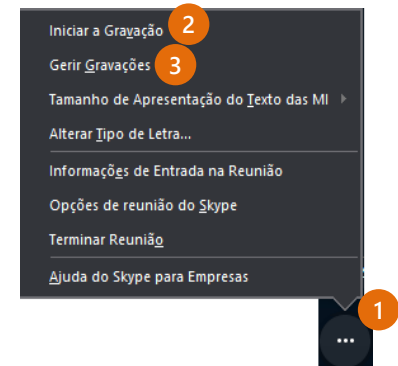 Iniciar a Gravação 2
Gerir Gravações 3
Tamanho de Apresentação do Texto das MI
Alterar Tipo de Letra...
Informações de Entrada na Reunião
Opções de reunião do Skype
Terminar Reunião
Ajuda do Skype para Empresas
1
...